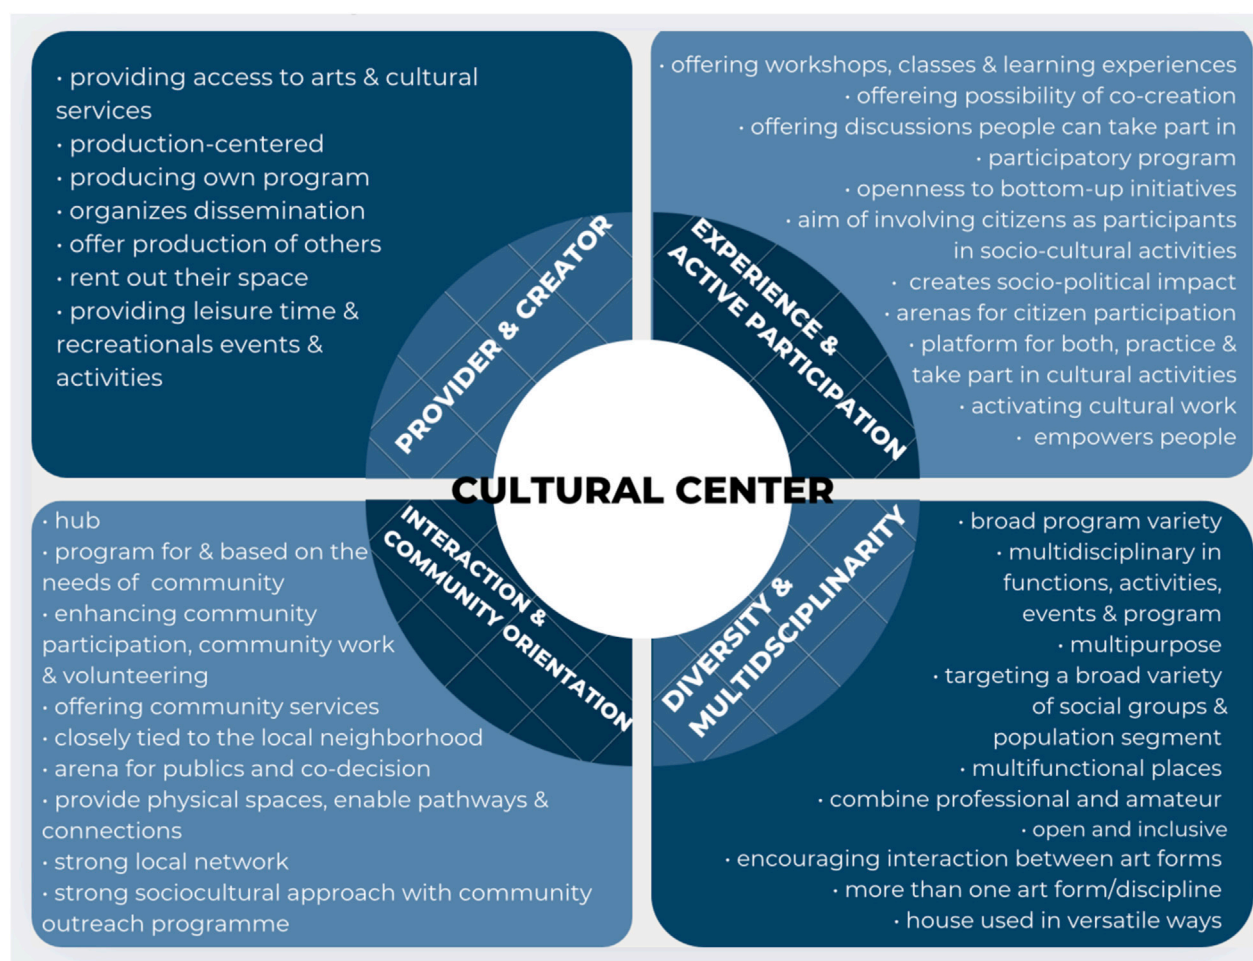 · providing access to arts & cultural
services
· production-centered
· producing own program
· organizes dissemination
· offer production of others
· rent out their space
· providing leisure time &
recreationals events &
activities
PROVIDER & CREATOR
· offering workshops, classes & learning experiences
· offereing possibility of co-creation
· offering discussions people can take part in
· participatory program
· openness to bottom-up initiatives
· aim of involving citizens as participants
in socio-cultural activities
· creates socio-political impact
· arenas for citizen participation
· platform for both, practice &
take part in cultural activities
· activating cultural work
· empowers people
EXPERIENCE &
ACTIVE PARTICIPATION
CULTURAL CENTER
· hub
· program for & based on the
needs of community
· enhancing community
participation, community work
& volunteering
· offering community services
· closely tied to the local neighborhood
· arena for publics and co-decision
· provide physical spaces, enable pathways &
connections
· strong local network
· strong sociocultural approach with community
outreach programme
INTERACTION &
COMMUNITY ORIENTATION
DIVERSITY &
MULTIDSCIPLINARITY
· broad program variety
· multidisciplinary in
functions, activities,
events & program
· multipurpose
· targeting a broad variety
of social groups &
population segment
· multifunctional places
· combine professional and amateur
· open and inclusive
· encouraging interaction between art forms
· more than one art form/discipline
· house used in versatile ways